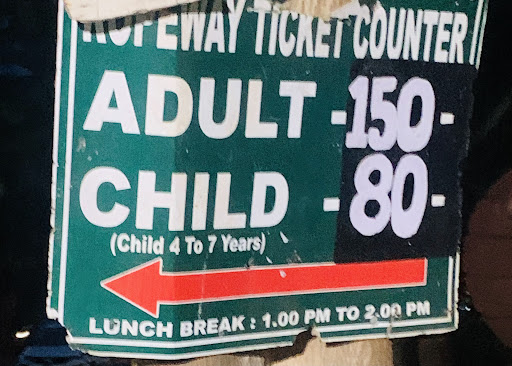 ROPEWAY TICKET COUNTER
ADULT -150-
CHILD -80-
(Child 4 To 7 Years)
LUNCH BREAK : 1.00 PM TO 2.00 PM